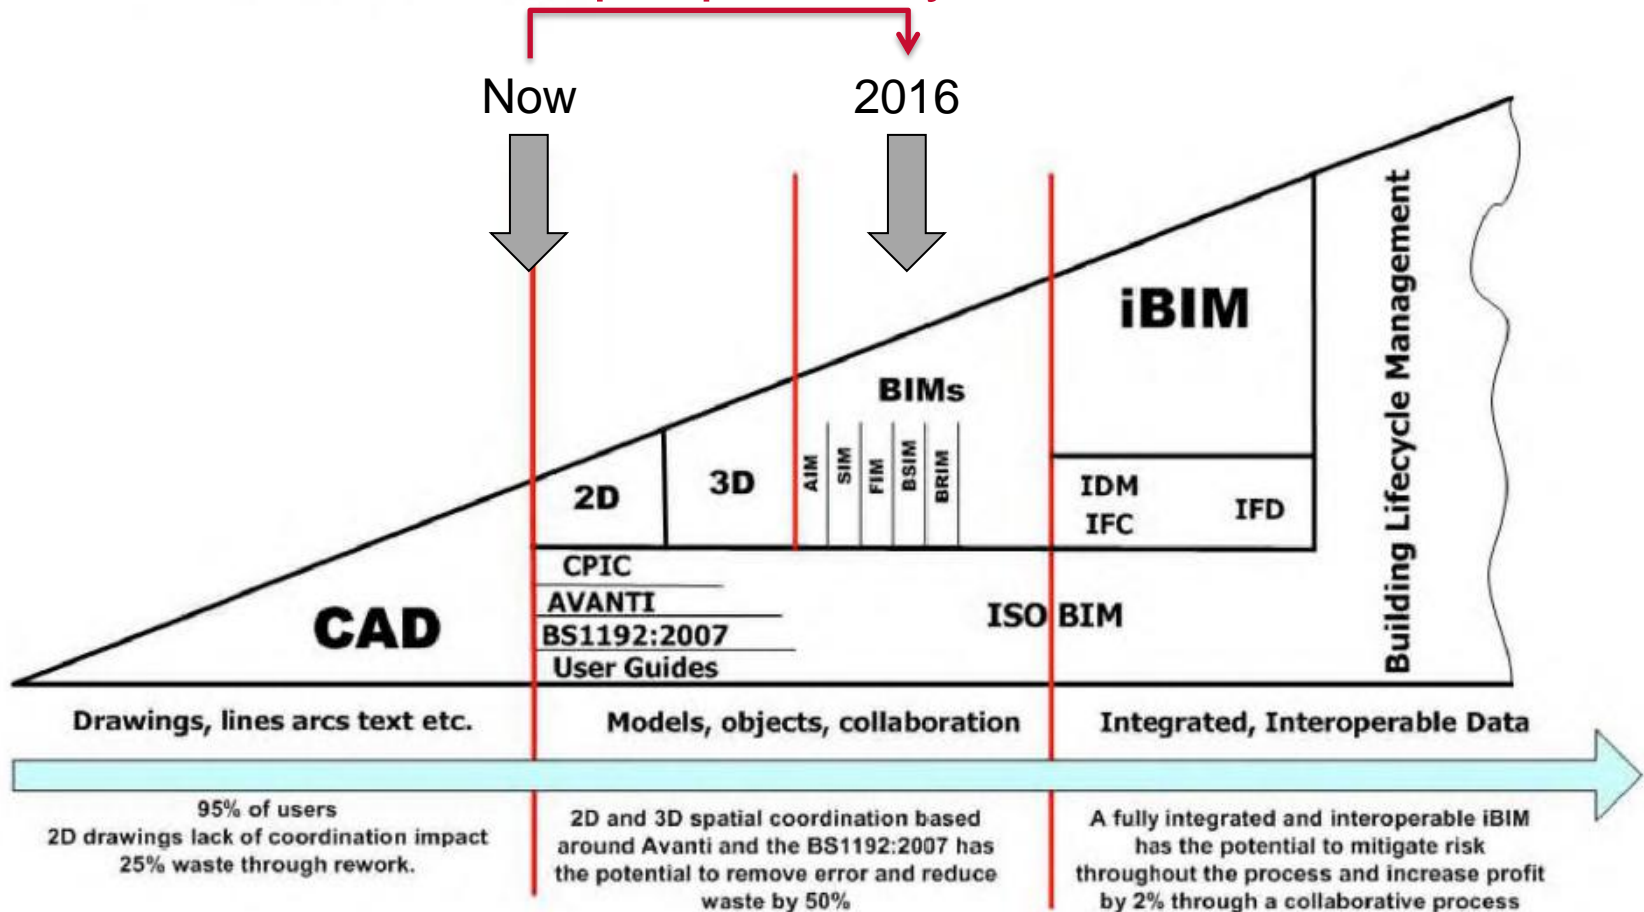 Now
2016
iBIM
BIMs
AIM
SIM
FIM
BSIM
BRIM
2D
3D
IDM
IFC
IFD
Building Lifecycle Management
CPIC
AVANTI
BS1192:2007
User Guides
CAD
ISO BIM
Drawings, lines arcs text etc.
Models, objects, collaboration
Integrated, Interoperable Data
95% of users
2D drawings lack of coordination impact
25% waste through rework.
2D and 3D spatial coordination based
around Avanti and the BS1192:2007 has
the potential to remove error and reduce
waste by 50%
A fully integrated and interoperable iBIM
has the potential to mitigate risk
throughout the process and increase profit
by 2% through a collaborative process